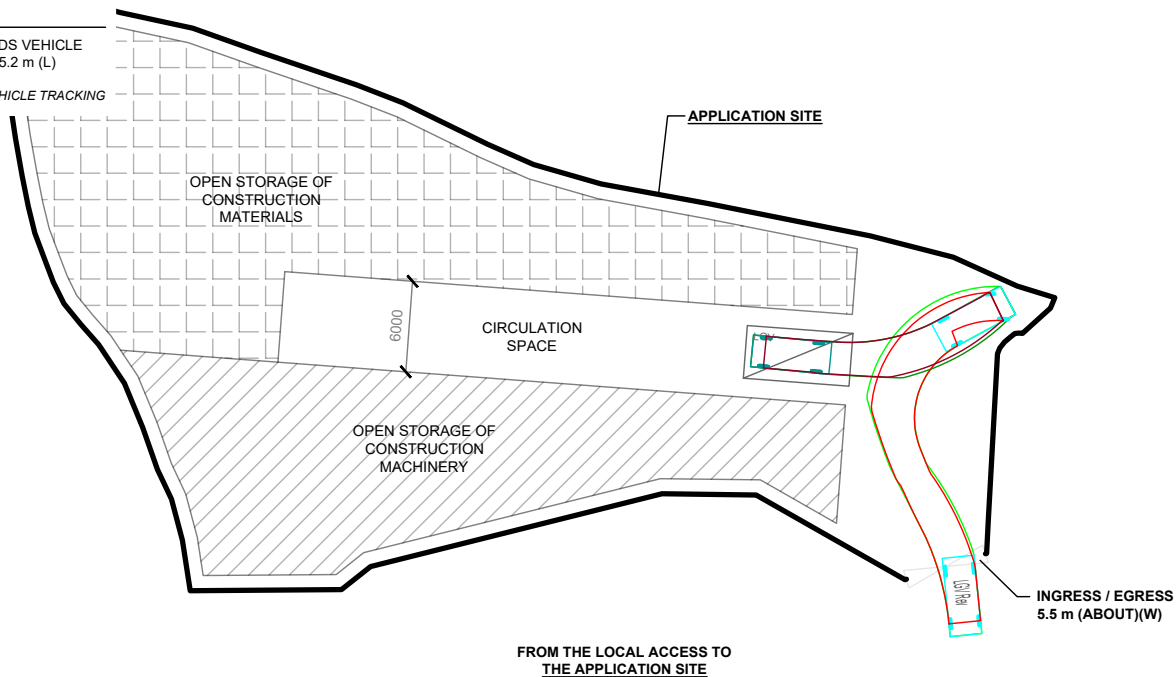 DS VEHICLE
5.2 m (L)
HICLE TRACKING
APPLICATION SITE
OPEN STORAGE OF
CONSTRUCTION
MATERIALS
6000
CIRCULATION
SPACE
OPEN STORAGE OF
CONSTRUCTION
MACHINERY
INGRESS / EGRESS
5.5 m (ABOUT)(W)
FROM THE LOCAL ACCESS TO
THE APPLICATION SITE